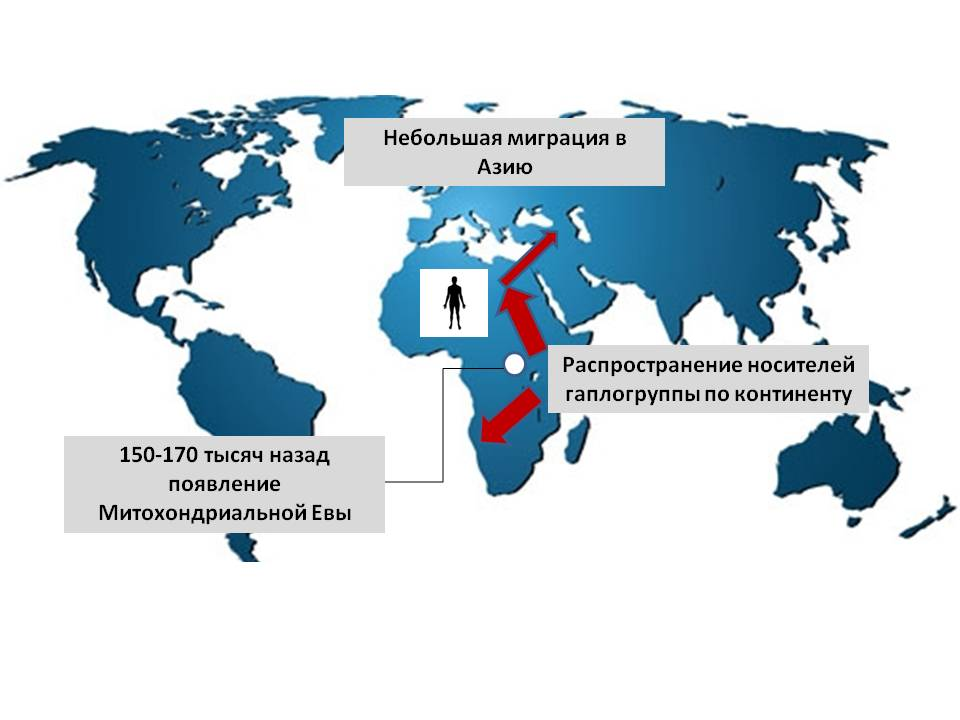 Небольшая миграция в
Азию
Распространение носителей
гаплогруппы по континенту
150-170 тысяч назад
появление
Митохондриальной Евы